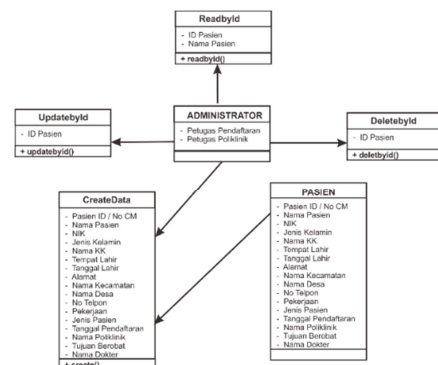 ReadbyId
- ID Pasien
- Nama Pasien
+ readbyid()
UpdatebyId
- ID Pasien
+ updatebyid()
ADMINISTRATOR
- Petugas Pendaftaran
- Petugas Poliklinik
DeletebyId
- ID Pasien
+ deletbyid()
CreateData
- Pasien ID / No CM
- Nama Pasien
- NIK
- Jenis Kelamin
- Nama KK
- Tempat Lahir
- Tanggal Lahir
- Alamat
- Nama Kecamatan
- Nama Desa
- No Telpon
- Pekerjaan
- Jenis Pasien
- Tanggal Pendaftaran
- Nama Poliklinik
- Tujuan Berobat
- Nama Dokter
+ create()
PASIEN
- Pasien ID / No CM
- Nama Pasien
- NIK
- Jenis Kelamin
- Nama KK
- Tempat Lahir
- Tanggal Lahir
- Alamat
- Nama Kecamatan
- Nama Desa
- No Telpon
- Pekerjaan
- Jenis Pasien
- Tanggal Pendaftaran
- Nama Poliklinik
- Tujuan Berobat
- Nama Dokter